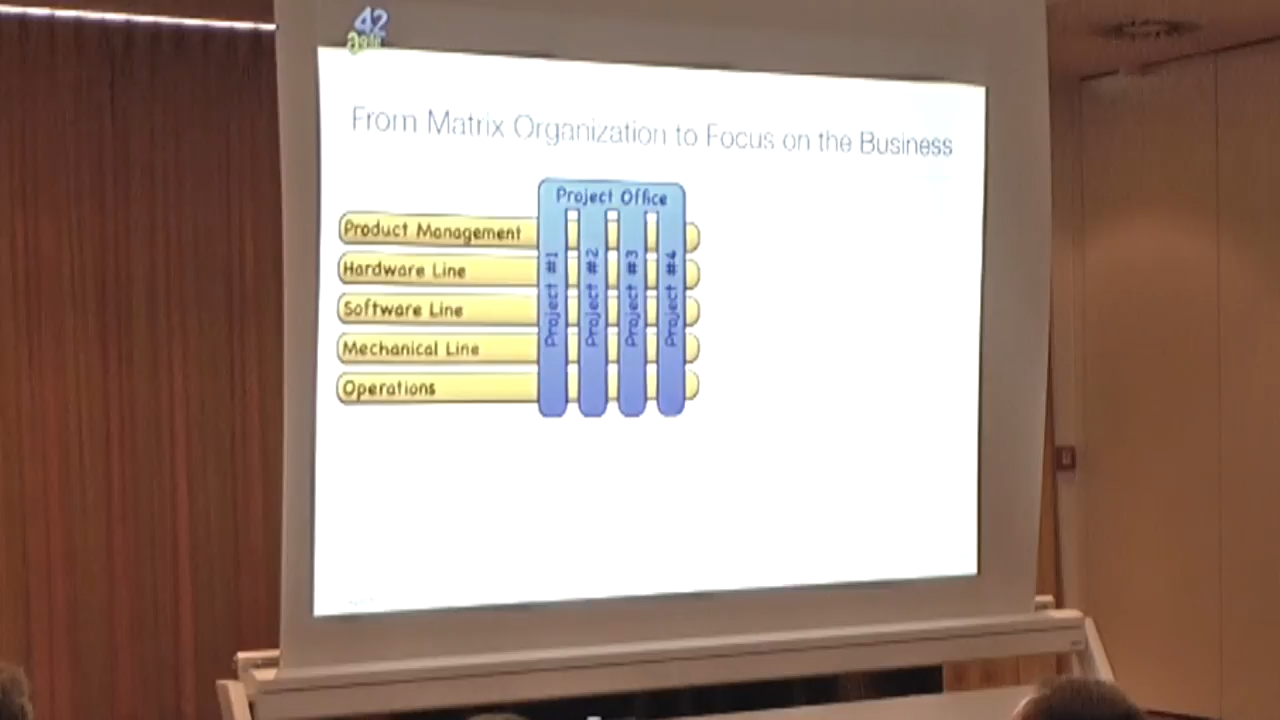 42
agile
From Matrix Organization to Focus on the Business
Project Office
Product Management
Hardware Line
Software Line
Mechanical Line
Operations
Project #1
Project #2
Project #3
Project #4